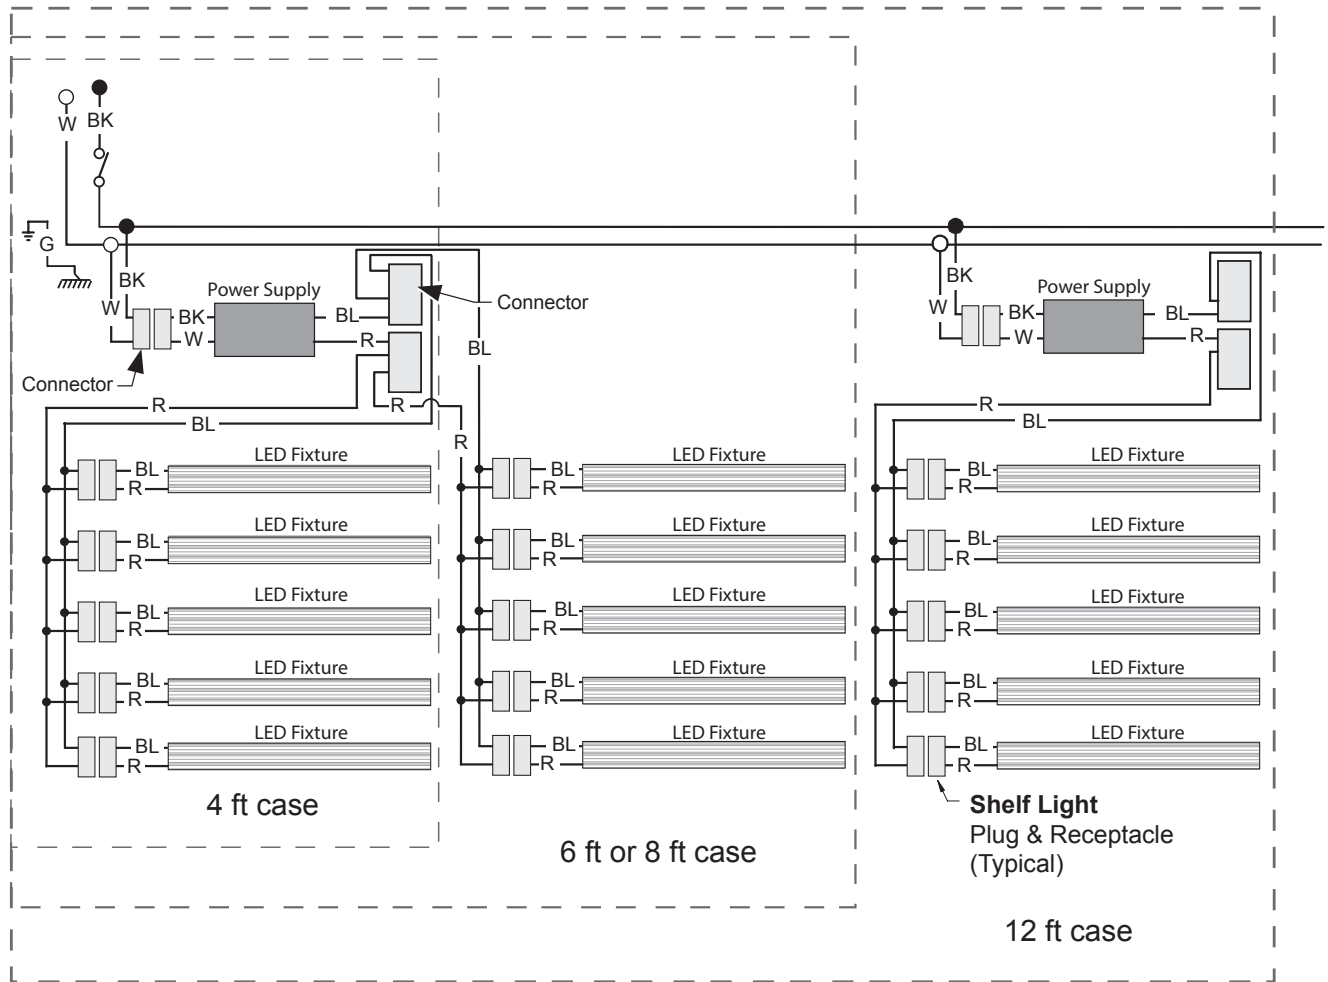 W
BK
G
BK
W
Power Supply
BK
W
BL
R
Connector
Connector
BL
BK
W
Power Supply
BK
W
BL
R
R
BL
R
R
R
BL
LED Fixture
BL
R
LED Fixture
BL
R
LED Fixture
BL
R
LED Fixture
BL
R
LED Fixture
BL
R
4 ft case
LED Fixture
BL
R
LED Fixture
BL
R
LED Fixture
BL
R
LED Fixture
BL
R
LED Fixture
BL
R
6 ft or 8 ft case
LED Fixture
BL
R
LED Fixture
BL
R
LED Fixture
BL
R
LED Fixture
BL
R
LED Fixture
BL
R
Shelf Light
Plug & Receptacle
(Typical)
12 ft case